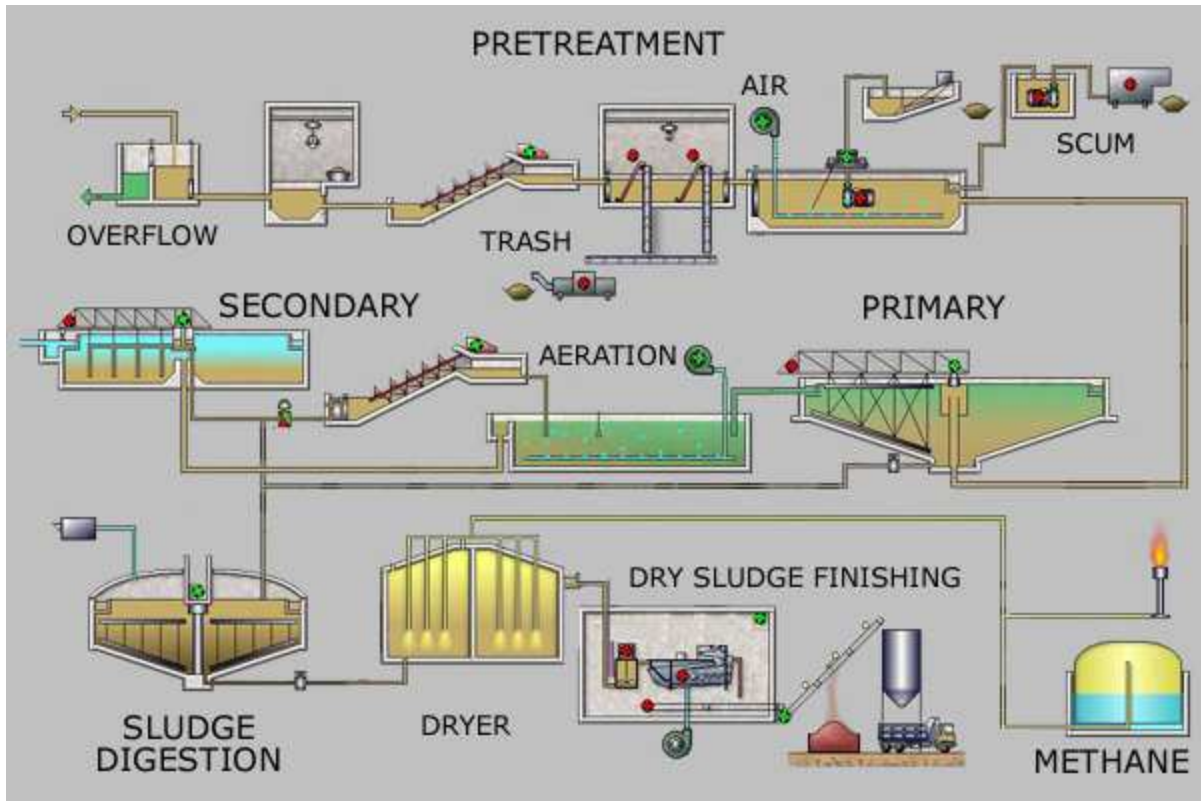 PRETREATMENT
AIR
SCUM
OVERFLOW
TRASH
SECONDARY
PRIMARY
AERATION
DRY SLUDGE FINISHING
SLUDGE
DIGESTION
DRYER
METHANE